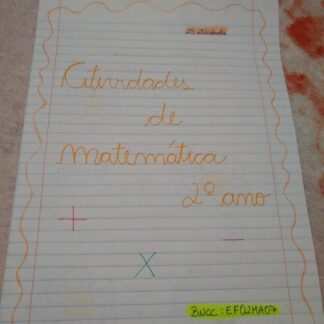 Atividades
de
matemática
2º ano
+
−
X
BNCC: EF02MA07